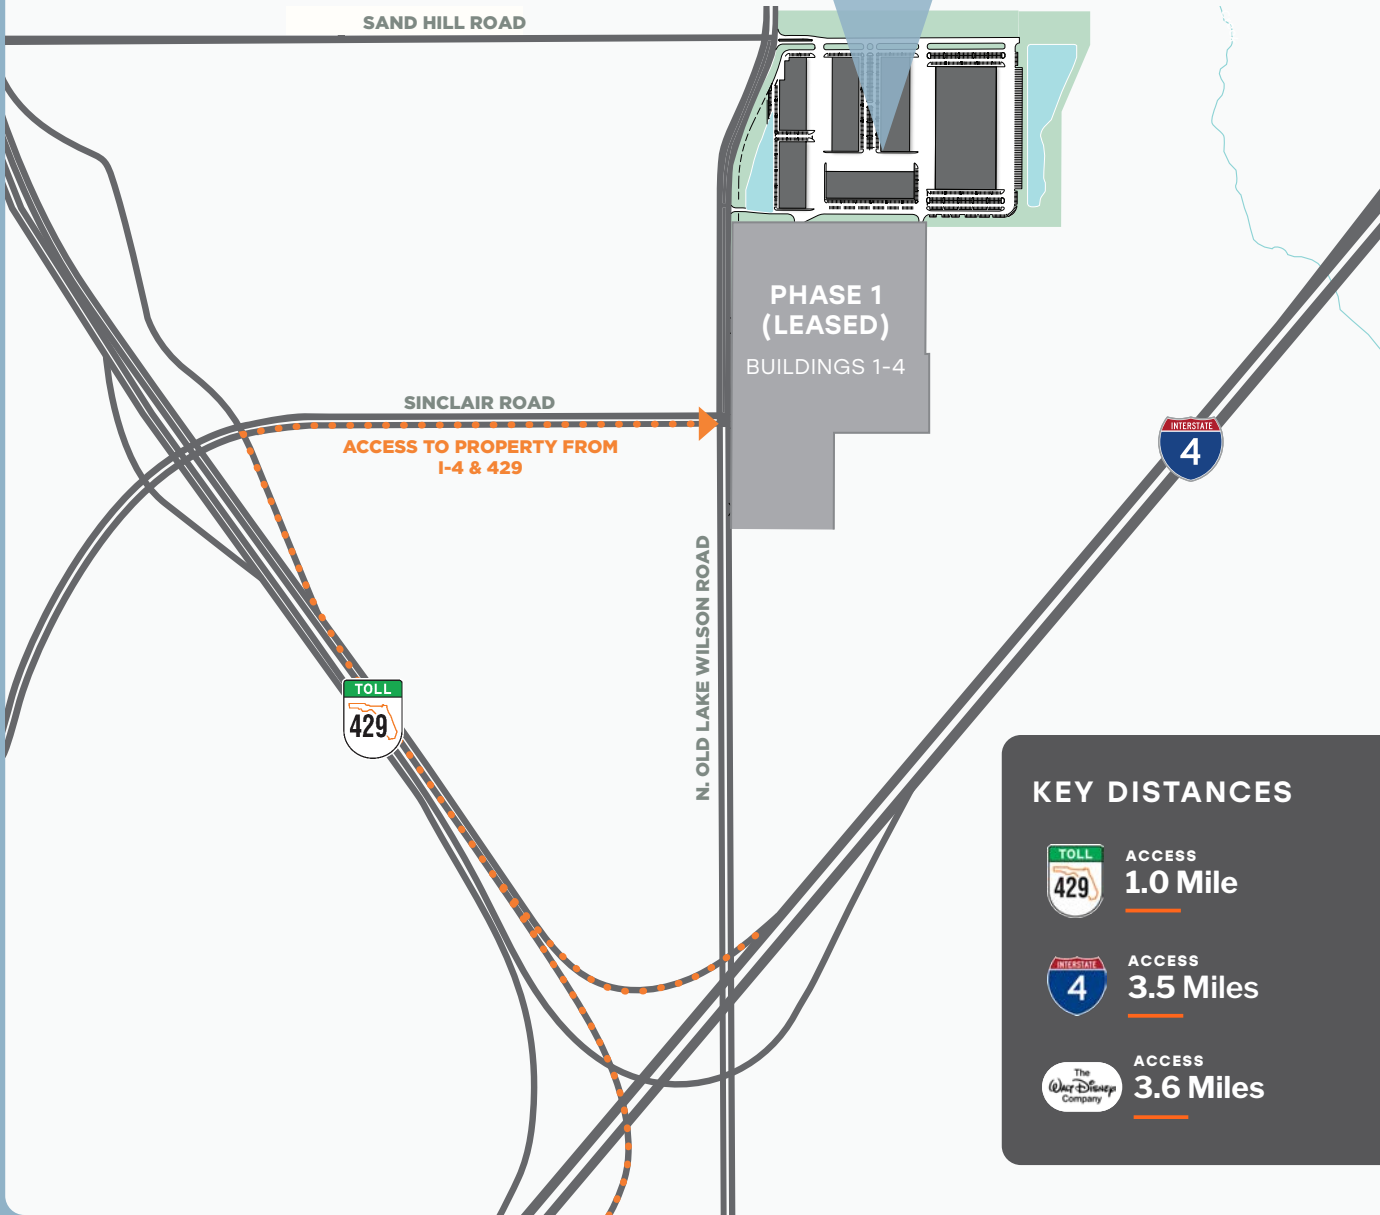 SAND HILL ROAD
PHASE 1
(LEASED)
BUILDINGS 1-4
SINCLAIR ROAD
ACCESS TO PROPERTY FROM
I-4 & 429
INTERSTATE
4
N. OLD LAKE WILSON ROAD
TOLL
429
KEY DISTANCES
TOLL
429
ACCESS
1.0 Mile
INTERSTATE
4
ACCESS
3.5 Miles
The
WALT DISNEY
Company
ACCESS
3.6 Miles